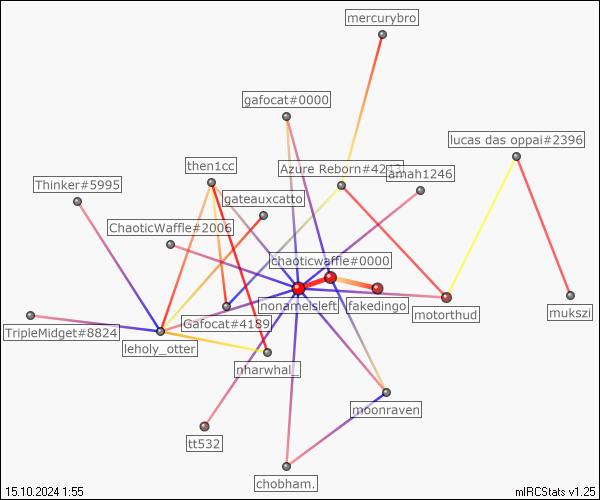 mercurybro
gafocat#0000
lucas das oppai#2396
then1cc
Azure Reborn#4243
amah1246
Thinker#5995
gateauxcatto
ChaoticWaffle#2006
chaoticwaffle#0000
nonameisleft
fakedingo
motorthud
mukszi
Gafocat#4189
TripleMidget#8824
leholy_otter
nharwhal_
moonraven
tt532
chobham.
15.10.2024 1:55
mIRCStats v1.25